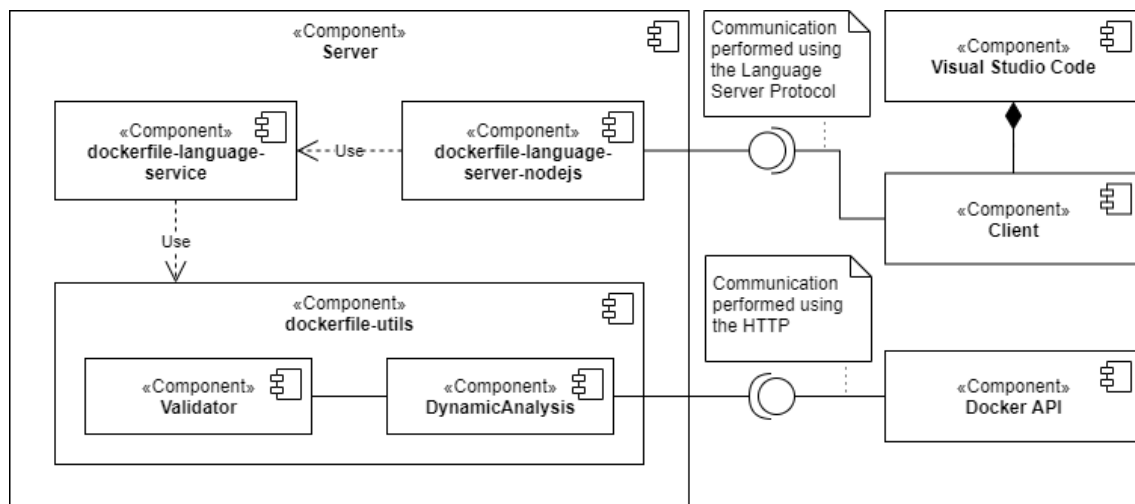 «Component»
Server
Communication
performed using
the Language
Server Protocol
«Component»
Visual Studio Code
«Component»
dockerfile-language-
service
Use
«Component»
dockerfile-language-
server-nodejs
«Component»
Client
Use
Communication
performed using
the HTTP
«Component»
dockerfile-utils
«Component»
Validator
«Component»
DynamicAnalysis
«Component»
Docker API